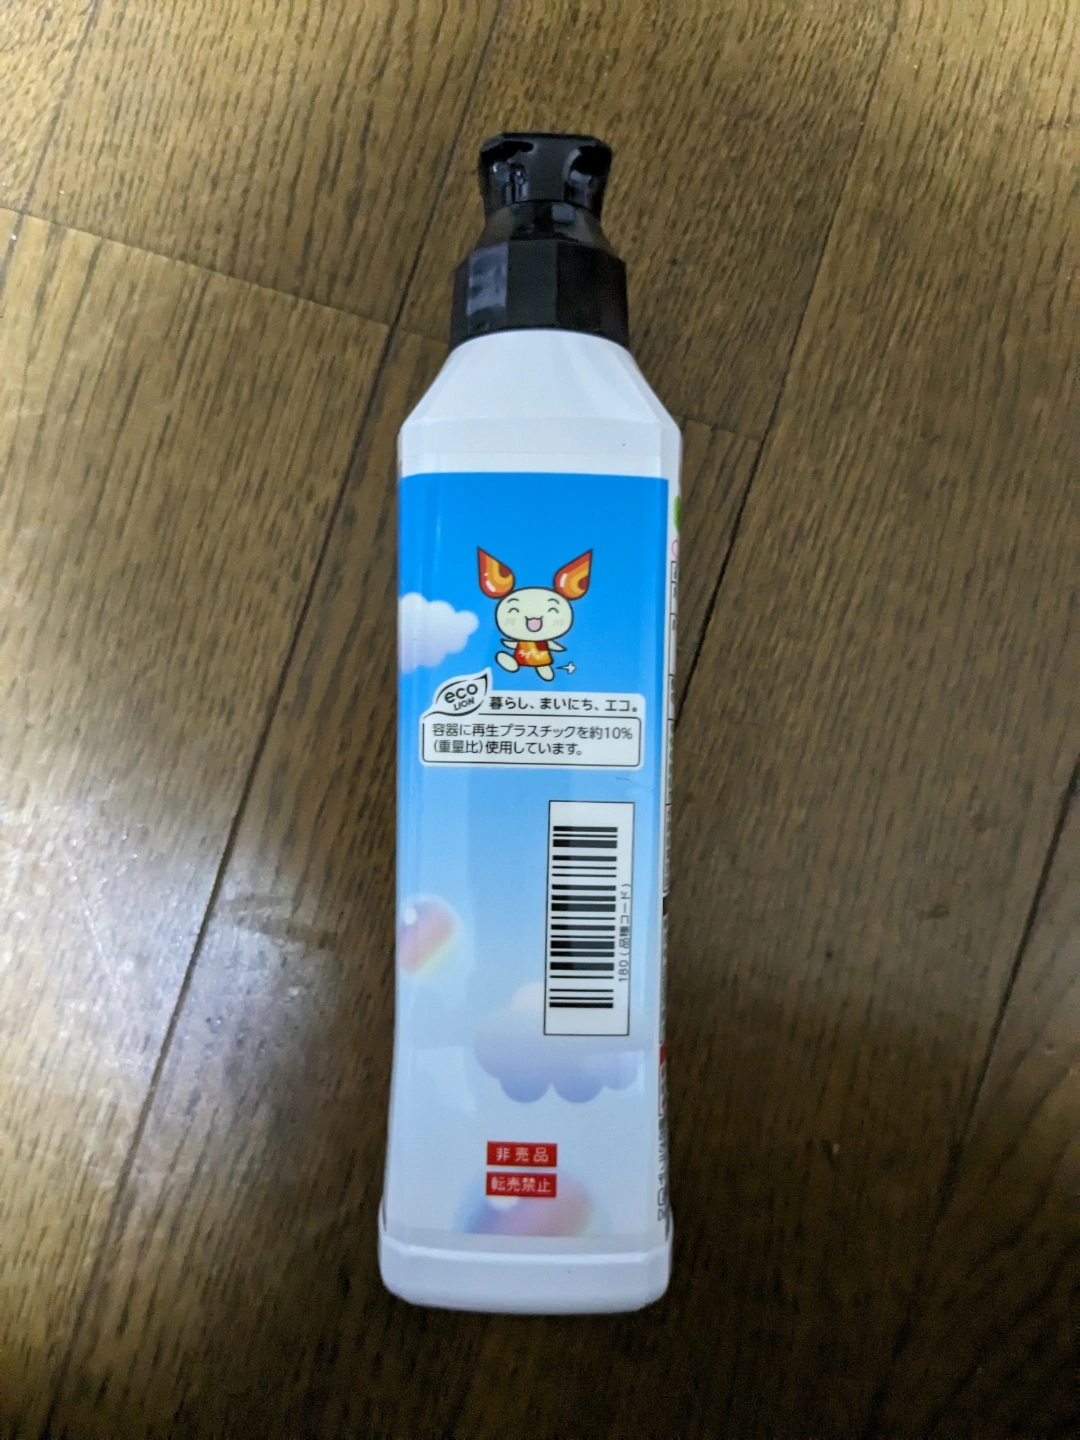 eco
LION
暮らし、まいにち、エコ。
容器に再生プラスチックを約10%
(重量比)使用しています。
180(品種コード)
非売品
転売禁止